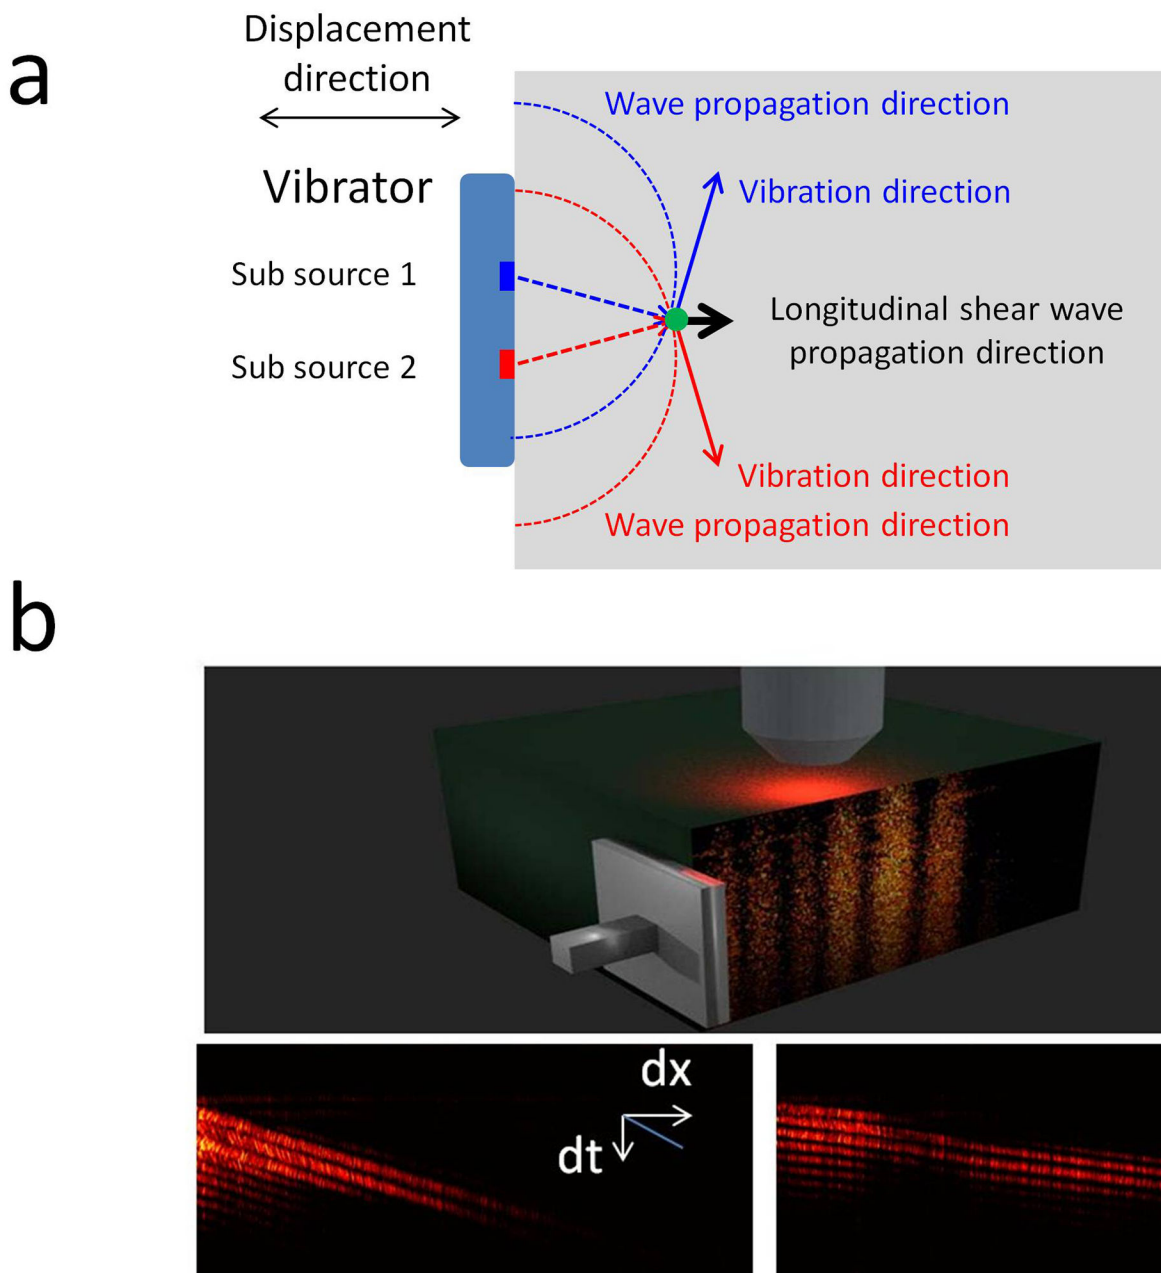 a
Displacement
direction
Vibrator
Sub source 1
Sub source 2
Wave propagation direction
Vibration direction
Longitudinal shear wave
propagation direction
Vibration direction
Wave propagation direction
b
dx
dt